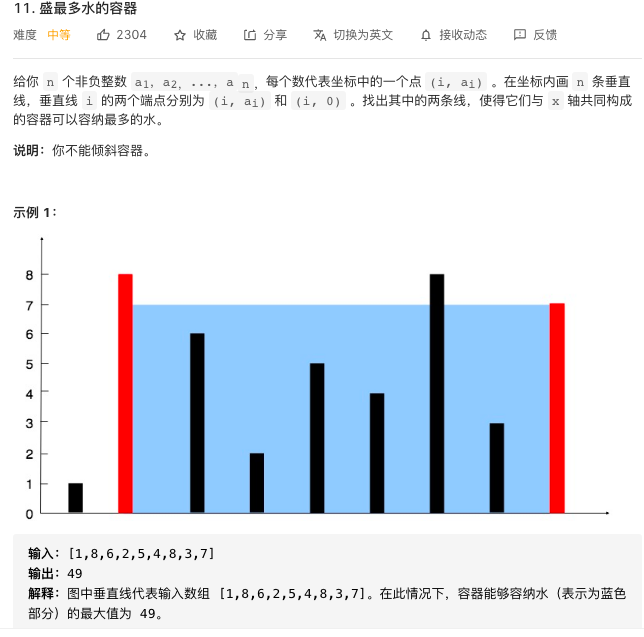 11. 盛最多水的容器
难度 中等 2304 收藏 分享 切换为英文 接收动态 反馈
给你 n 个非负整数 a1，a2，...，a n，每个数代表坐标中的一个点 (i, ai) 。在坐标内画 n 条垂直
线，垂直线 i 的两个端点分别为 (i, ai) 和 (i, 0) 。找出其中的两条线，使得它们与 x 轴共同构成
的容器可以容纳最多的水。
说明：你不能倾斜容器。
示例 1：
8
7
6
5
4
3
2
1
0
输入：[1,8,6,2,5,4,8,3,7]
输出：49
解释：图中垂直线代表输入数组 [1,8,6,2,5,4,8,3,7]。在此情况下，容器能够容纳水（表示为蓝色
部分）的最大值为 49。